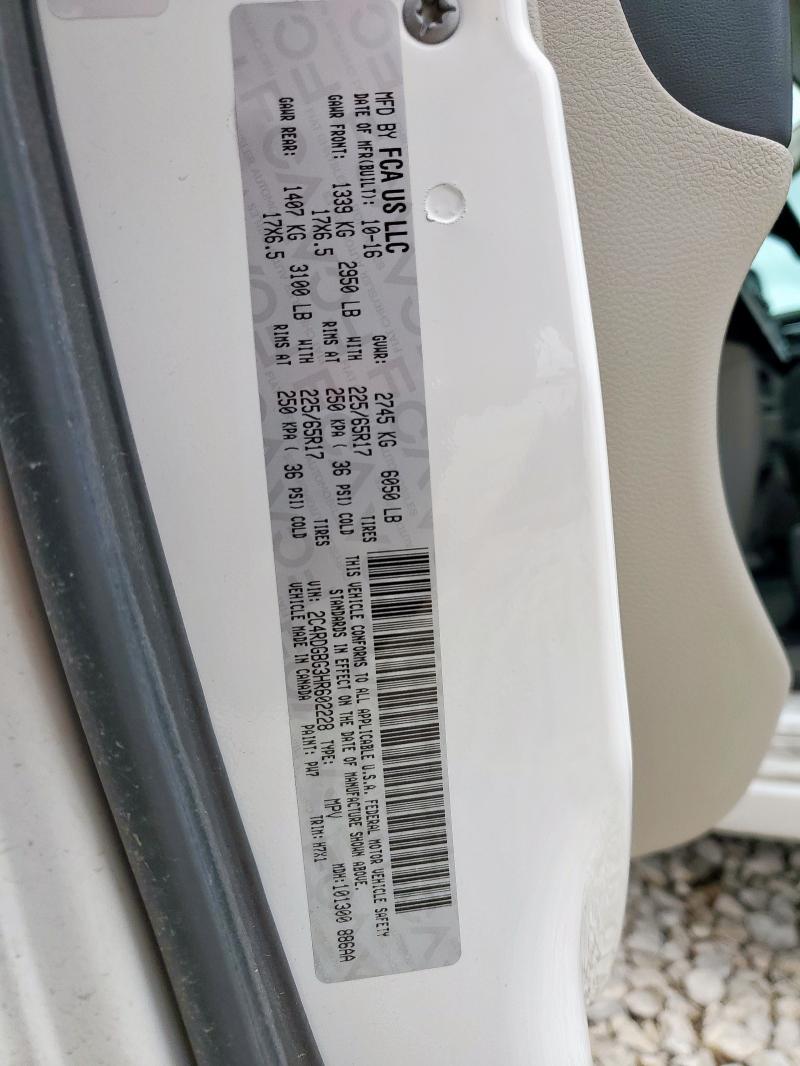 MFD BY FCA US LLC
DATE OF MFR(BUILT): 10-16 GVWR: 2745 KG 6050 LB
GAWR FRONT: 1339 KG 2950 LB WITH 225/65R17 TIRES
17X6.5 RIMS AT 250 KPA ( 36 PSI) COLD
GAWR REAR: 1407 KG 3100 LB WITH 225/65R17 TIRES
17X6.5 RIMS AT 250 KPA ( 36 PSI) COLD
THIS VEHICLE CONFORMS TO ALL APPLICABLE U.S.A. FEDERAL MOTOR VEHICLE SAFETY
STANDARDS IN EFFECT ON THE DATE OF MANUFACTURE SHOWN ABOVE.
VIN: 2C4RDGBG3HR602228 TYPE: MPV MDH:101300 886AA
VEHICLE MADE IN CANADA PAINT: PW7 TRIM: H7X1